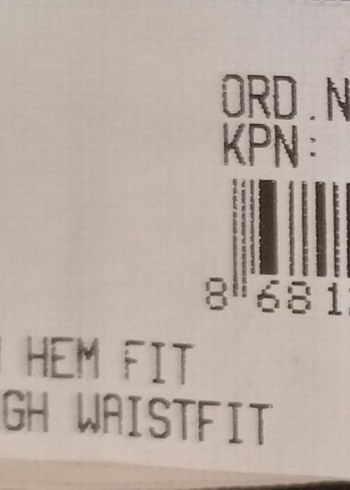 ORD.N
KPN:
8 681
HEM FIT
GH WAISTFIT